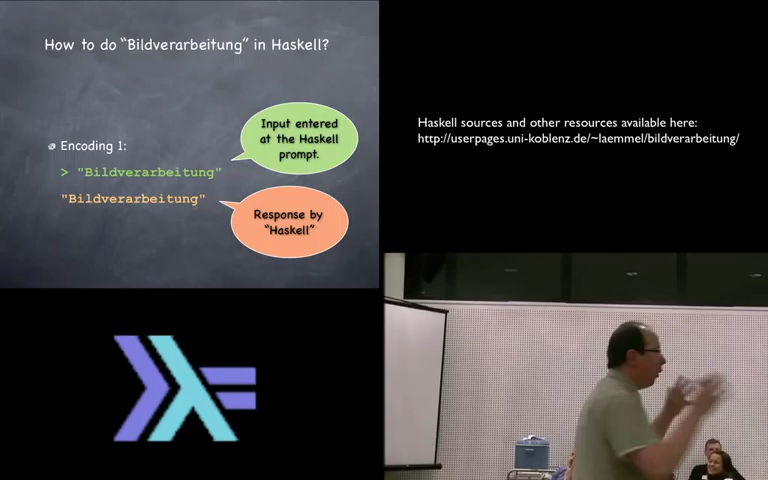 How to do “Bildverarbeitung” in Haskell?
Encoding 1:
> "Bildverarbeitung"
"Bildverarbeitung"
Input entered
at the Haskell
prompt.
Response by
“Haskell”
Haskell sources and other resources available here:
http://userpages.uni-koblenz.de/~laemmel/bildverarbeitung/